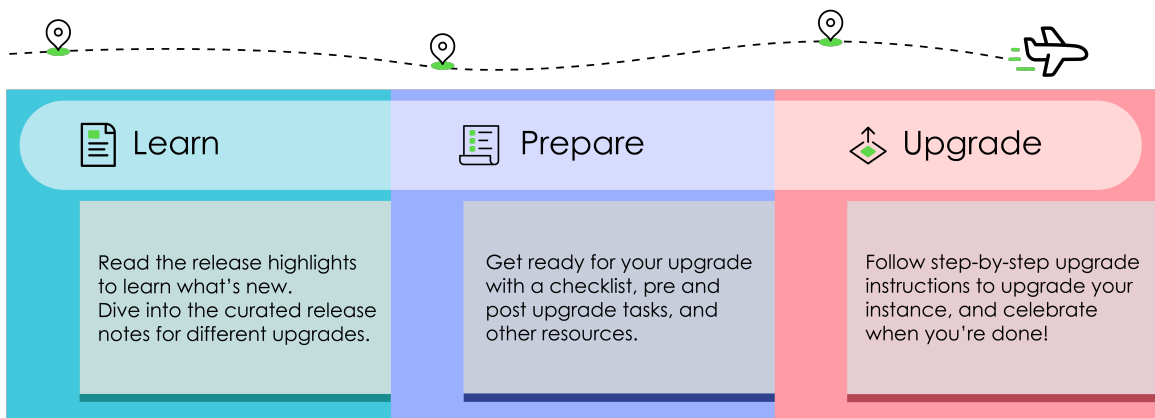 Learn
Prepare
Upgrade
Read the release highlights
to learn what's new.
Dive into the curated release
notes for different upgrades.
Get ready for your upgrade
with a checklist, pre and
post upgrade tasks, and
other resources.
Follow step-by-step upgrade
instructions to upgrade your
instance, and celebrate
when you're done!